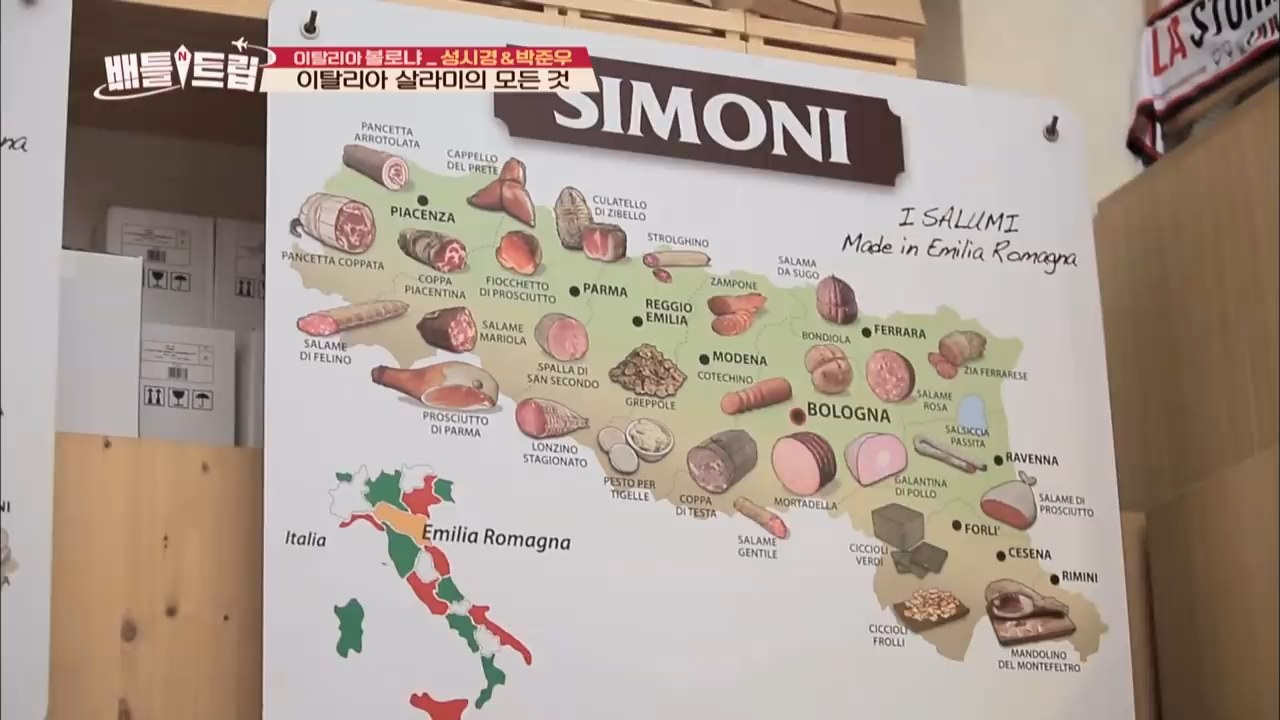 배틀트립
이탈리아 볼로냐 _ 성시경 & 박준우
이탈리아 살라미의 모든 것
SIMONI
I SALUMI
Made in Emilia Romagna
PANCETTA
ARROTOLATA
CAPPELLO
DEL PRETE
CULATELLO
DI ZIBELLO
PIACENZA
STROLGHINO
PANCETTA COPPATA
COPPA
PIACENTINA
FIOCCHETTO
DI PROSCIUTTO
PARMA
REGGIO
EMILIA
ZAMPONE
SALAMA
DA SUGO
BONDIOLA
FERRARA
ZIA FERRARESE
SALAME
DI FELINO
SALAME
MARIOLA
SPALLA DI
SAN SECONDO
GREPPOLE
MODENA
COTECHINO
BOLOGNA
SALAME
ROSA
SALSICCIA
PASSITA
RAVENNA
PROSCIUTTO
DI PARMA
LONZINO
STAGIONATO
PESTO PER
TIGELLE
COPPA
DI TESTA
MORTADELLA
GALANTINA
DI POLLO
SALAME DI
PROSCIUTTO
SALAME
GENTILE
CICCIOLI
VERDI
FORLI'
CESENA
RIMINI
CICCIOLI
FROLLI
MANDOLINO
DEL MONTEFELTRO
Italia
Emilia Romagna
na
LA